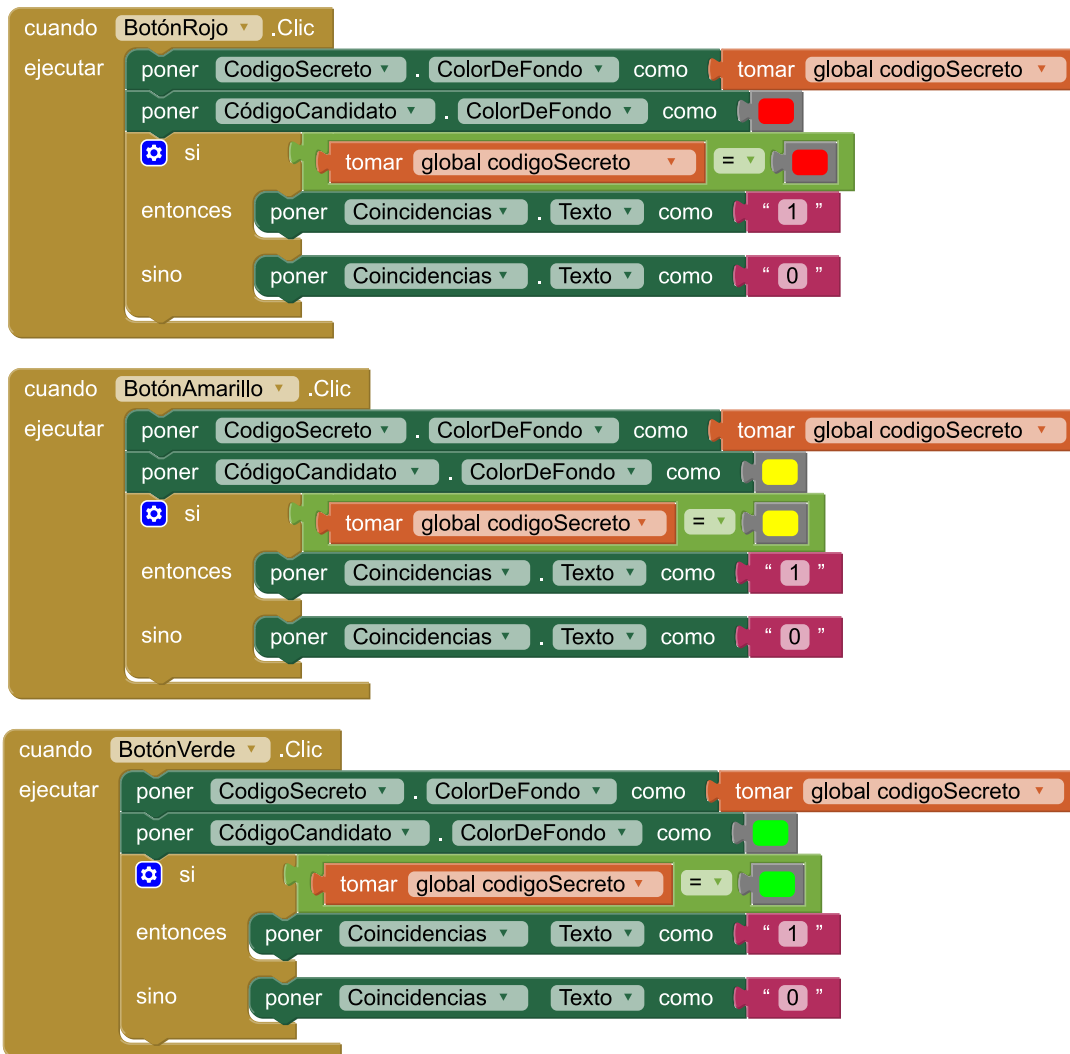 cuando BotónRojo .Clic
ejecutar poner CodigoSecreto . ColorDeFondo como tomar global codigoSecreto
poner CódigoCandidato . ColorDeFondo como
si tomar global codigoSecreto =
entonces poner Coincidencias . Texto como “ 1 ”
sino poner Coincidencias . Texto como “ 0 ”
cuando BotónAmarillo .Clic
ejecutar poner CodigoSecreto . ColorDeFondo como tomar global codigoSecreto
poner CódigoCandidato . ColorDeFondo como
si tomar global codigoSecreto =
entonces poner Coincidencias . Texto como “ 1 ”
sino poner Coincidencias . Texto como “ 0 ”
cuando BotónVerde .Clic
ejecutar poner CodigoSecreto . ColorDeFondo como tomar global codigoSecreto
poner CódigoCandidato . ColorDeFondo como
si tomar global codigoSecreto =
entonces poner Coincidencias Texto como “ 1 ”
sino poner Coincidencias Texto como “ 0 ”